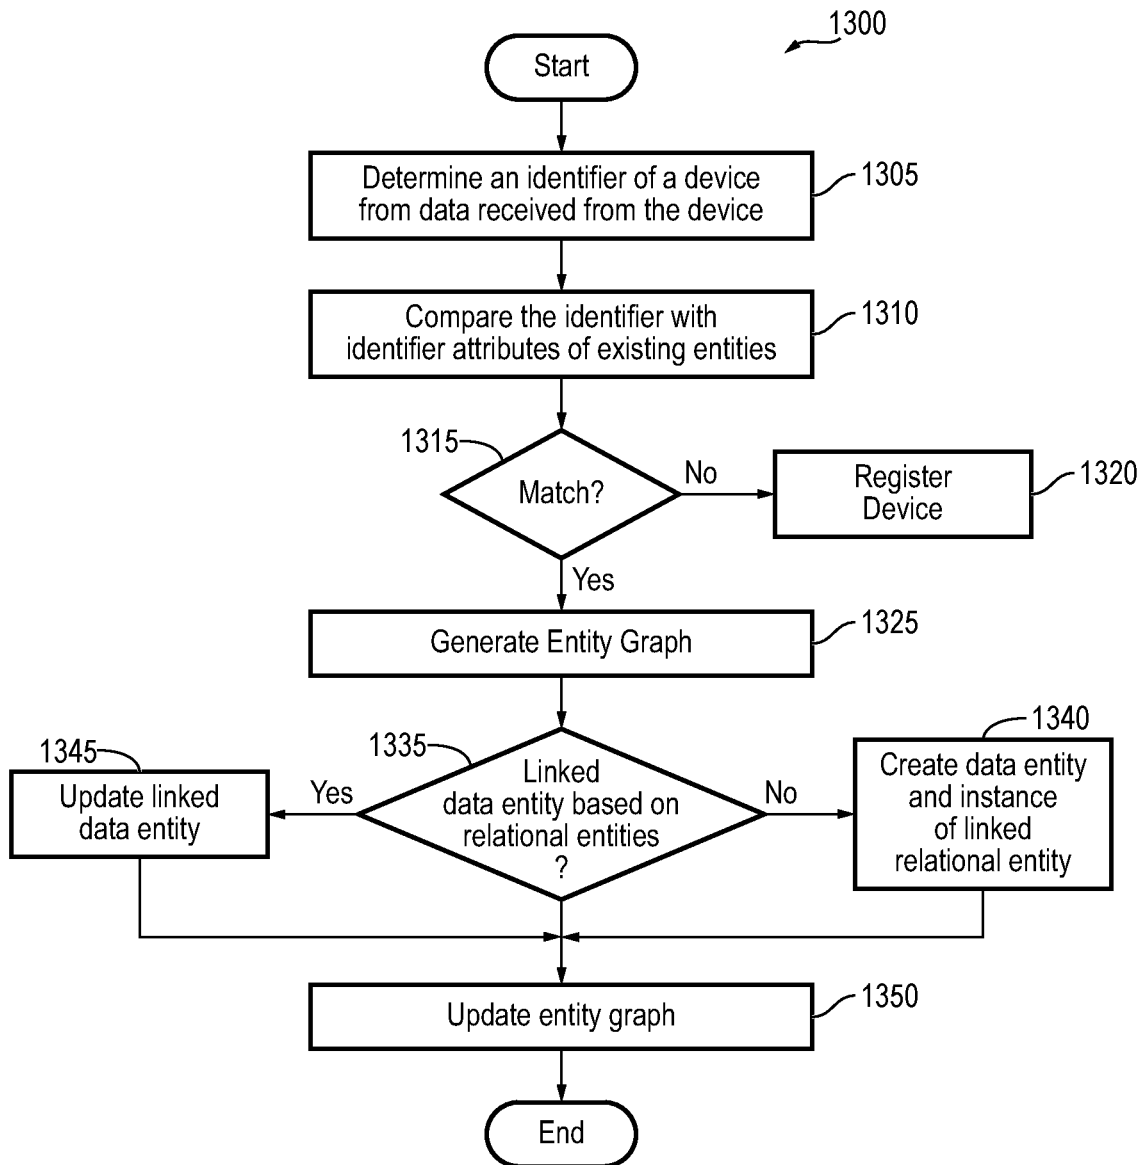 1300
Start
Determine an identifier of a device
from data received from the device
1305
Compare the identifier with
identifier attributes of existing entities
1310
1315
Match?
No
Register
Device
1320
Yes
Generate Entity Graph
1325
1345
Update linked
data entity
Yes
1335
Linked
data entity based on
relational entities
?
No
1340
Create data entity
and instance
of linked
relational entity
Update entity graph
1350
End